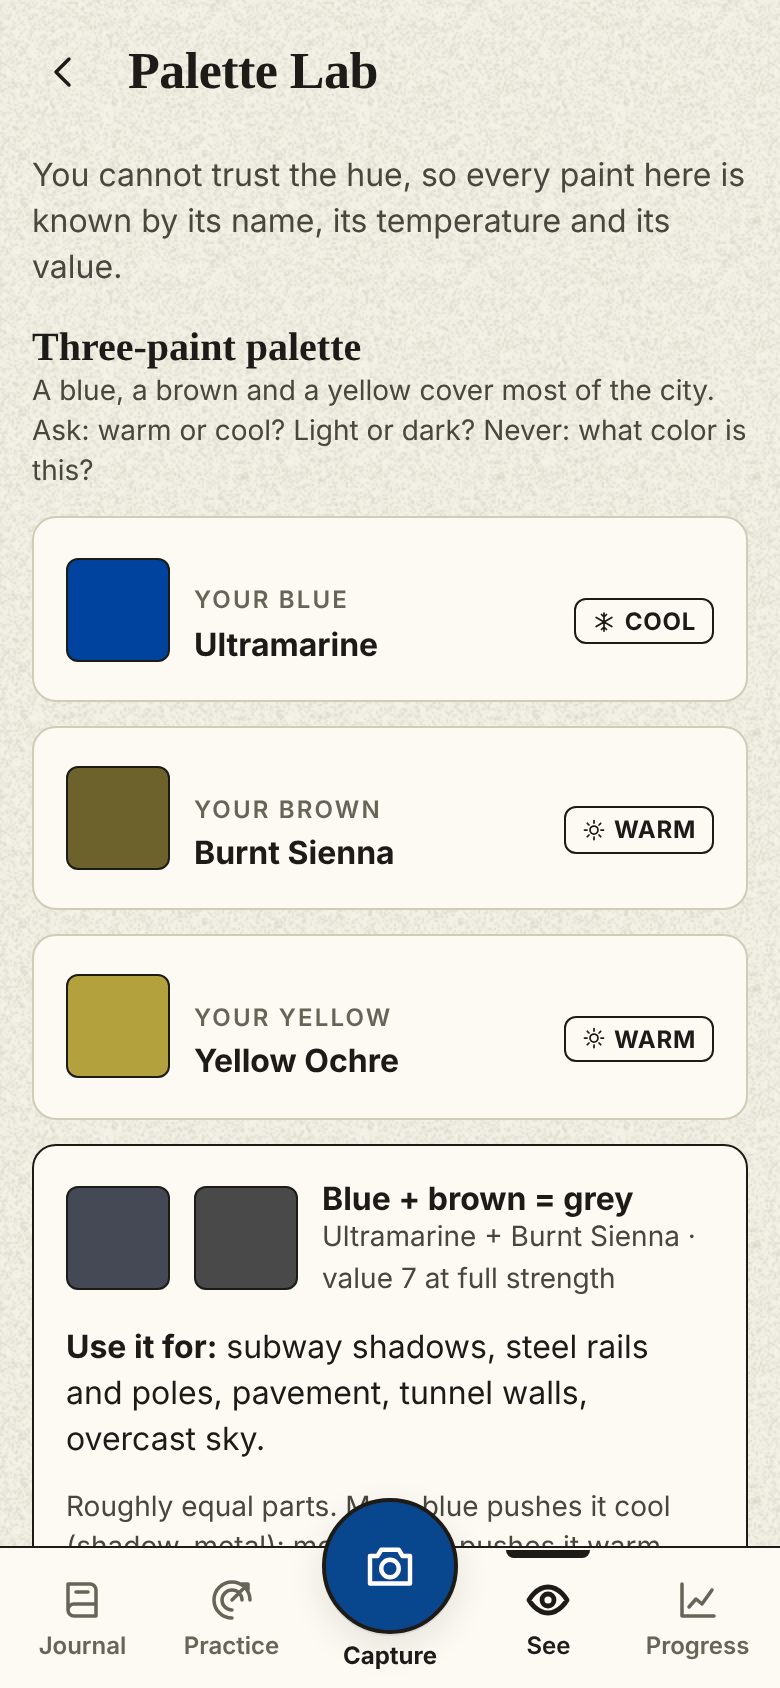 Palette Lab
You cannot trust the hue, so every paint here is
known by its name, its temperature and its
value.
Three-paint palette
A blue, a brown and a yellow cover most of the city.
Ask: warm or cool? Light or dark? Never: what color is
this?
YOUR BLUE
Ultramarine
COOL
YOUR BROWN
Burnt Sienna
WARM
YOUR YELLOW
Yellow Ochre
WARM
Blue + brown = grey
Ultramarine + Burnt Sienna ·
value 7 at full strength
Use it for: subway shadows, steel rails
and poles, pavement, tunnel walls,
overcast sky.
Roughly equal parts. blue pushes it cool
(shadow, metal); pushes it warm
Journal
Practice
Capture
See
Progress